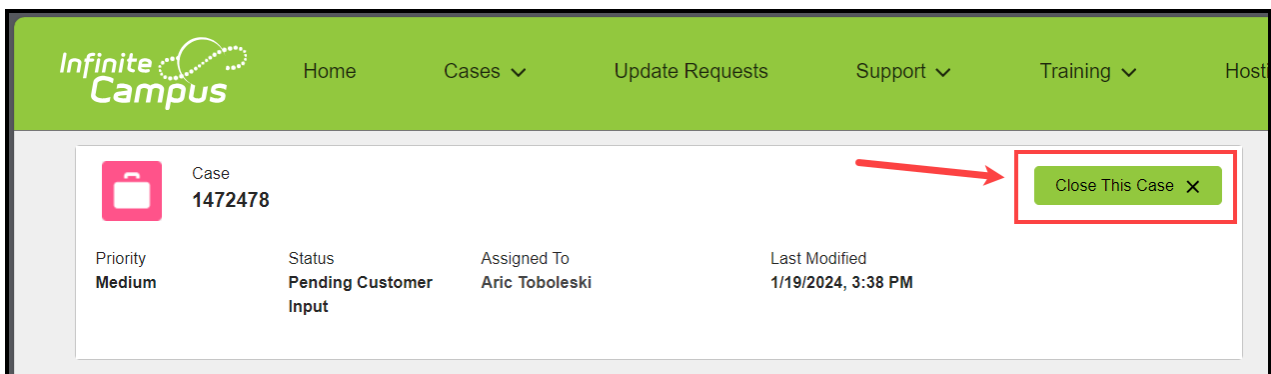 Infinite
Campus
Home
Cases
Update Requests
Support
Training
Hosti
Case
1472478
Close This Case
Priority
Medium
Status
Pending Customer
Input
Assigned To
Aric Toboleski
Last Modified
1/19/2024, 3:38 PM